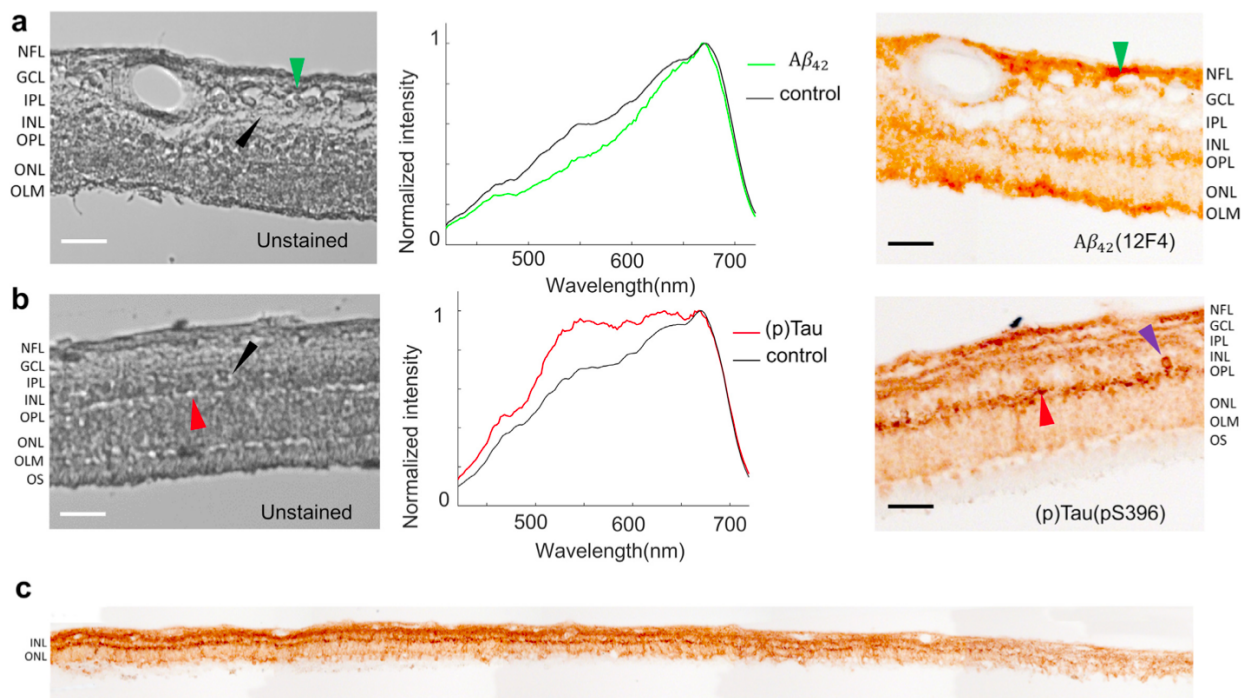 a
NFL
GCL
IPL
INL
OPL
ONL
OLM
Unstained
1
0
Normalized intensity
500
600
700
Wavelength(nm)
Aβ42
control
NFL
GCL
IPL
INL
OPL
ONL
OLM
Aβ42(12F4)
b
NFL
GCL
IPL
INL
OPL
ONL
OLM
OS
Unstained
1
0
Normalized intensity
500
600
700
Wavelength(nm)
(p)Tau
control
NFL
GCL
IPL
INL
OPL
ONL
OLM
OS
(p)Tau(pS396)
c
INL
ONL